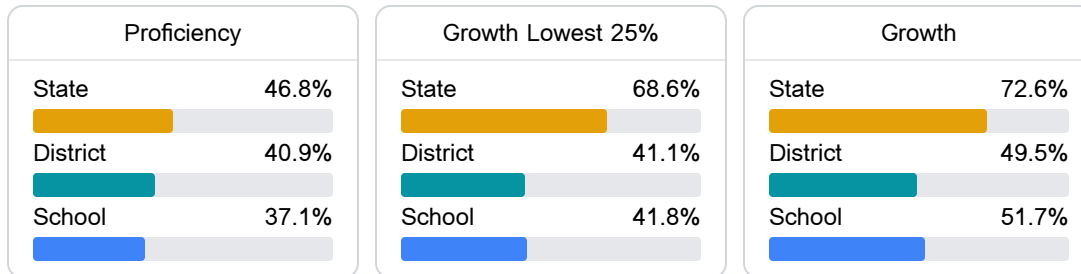 Proficiency
State 46.8%
District 40.9%
School 37.1%
Growth Lowest 25%
State 68.6%
District 41.1%
School 41.8%
Growth
State 72.6%
District 49.5%
School 51.7%